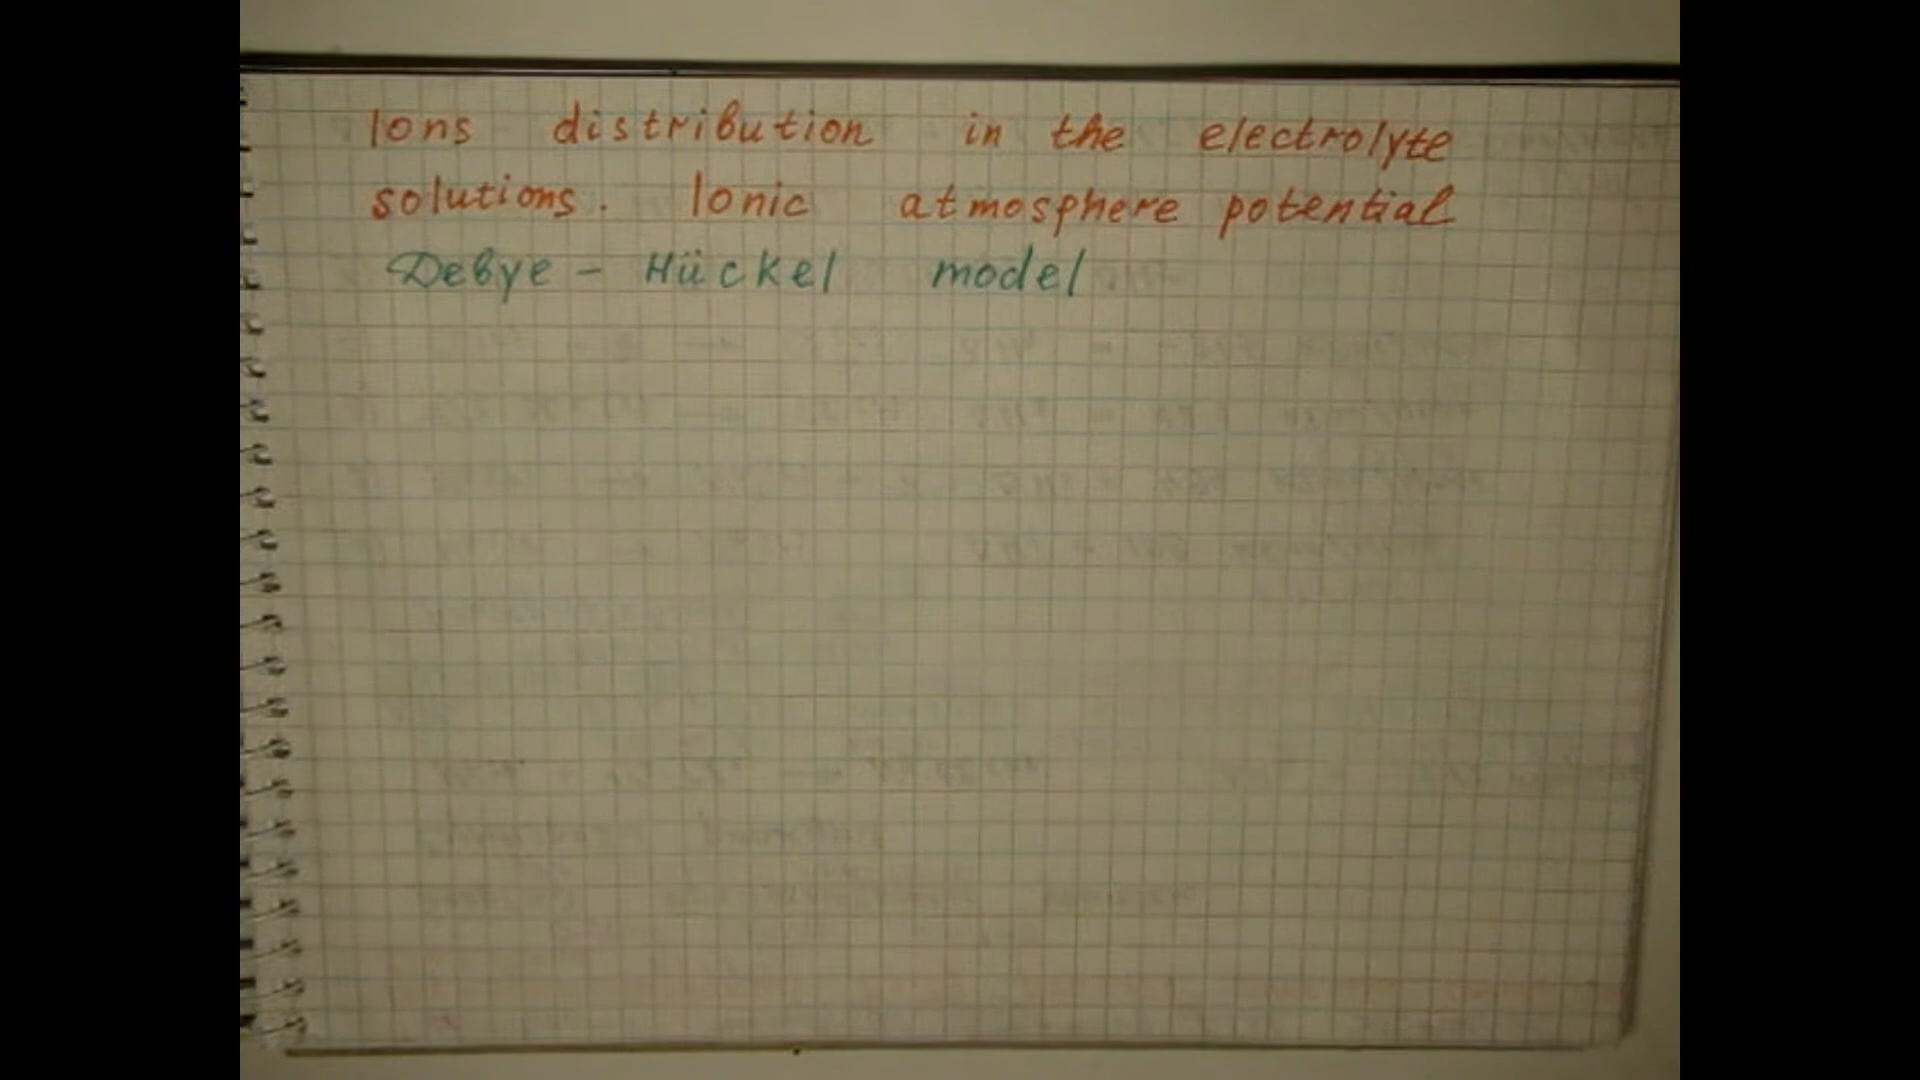 Ions distribution in the electrolyte
solutions. Ionic atmosphere potential
Debye - Hückel model